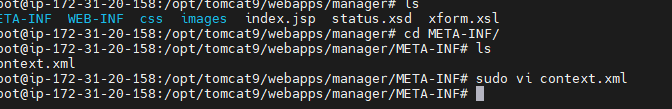 oot@ip-172-31-20-158:/opt/tomcat9/webapps/manager# ls
META-INF WEB-INF css images index.jsp status.xsd xform.xsl
oot@ip-172-31-20-158:/opt/tomcat9/webapps/manager# cd META-INF/
oot@ip-172-31-20-158:/opt/tomcat9/webapps/manager/META-INF# ls
ontext.xml
oot@ip-172-31-20-158:/opt/tomcat9/webapps/manager/META-INF# sudo vi context.xml
oot@ip-172-31-20-158:/opt/tomcat9/webapps/manager/META-INF#